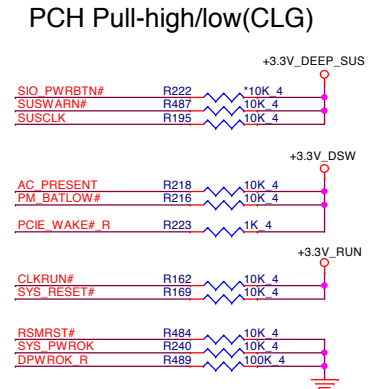 PCH Pull-high/low(CLG)
+3.3V_DEEP_SUS
SIO_PWRBTN# R222 *10K_4
SUSWARN# R487 10K_4
SUSCLK R195 10K_4
+3.3V_DSW
AC_PRESENT R218 10K_4
PM_BATLOW# R216 10K_4
PCIE_WAKE#_R R223 1K_4
+3.3V_RUN
CLKRUN# R162 10K_4
SYS_RESET# R169 10K_4
RSMRST# R484 10K_4
SYS_PWROK R240 10K_4
DPWROK_R R489 100K_4